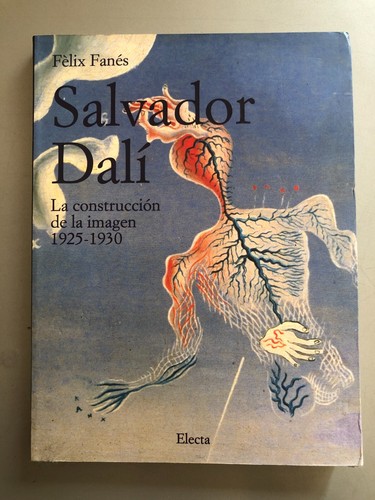 Fèlix Fanés
Salvador
Dalí
La construcción
de la imagen
1925-1930
Electa